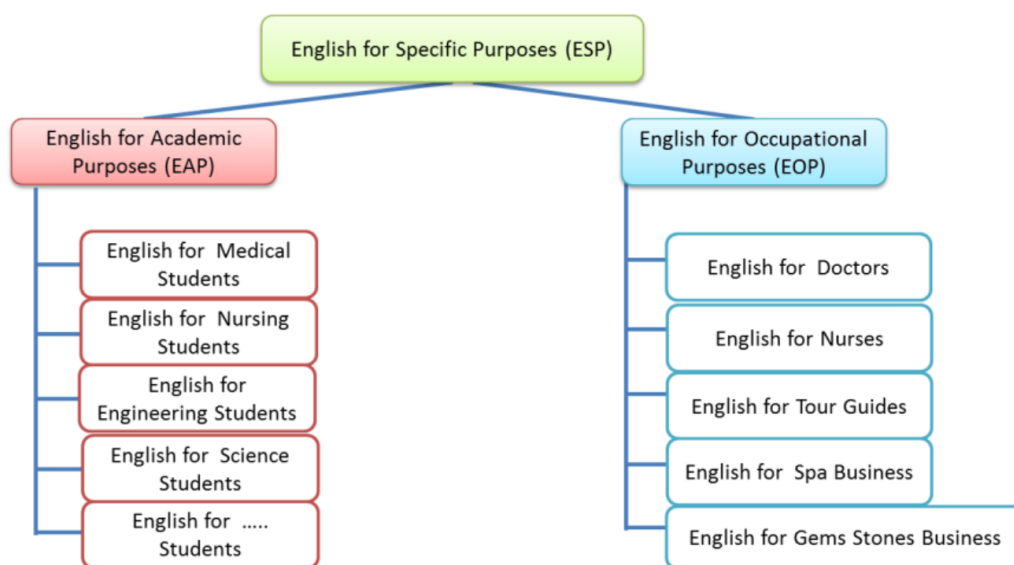 English for Specific Purposes (ESP)
English for Academic
Purposes (EAP)
English for Medical
Students
English for Nursing
Students
English for
Engineering Students
English for Science
Students
English for .....
Students
English for Occupational
Purposes (EOP)
English for Doctors
English for Nurses
English for Tour Guides
English for Spa Business
English for Gems Stones Business